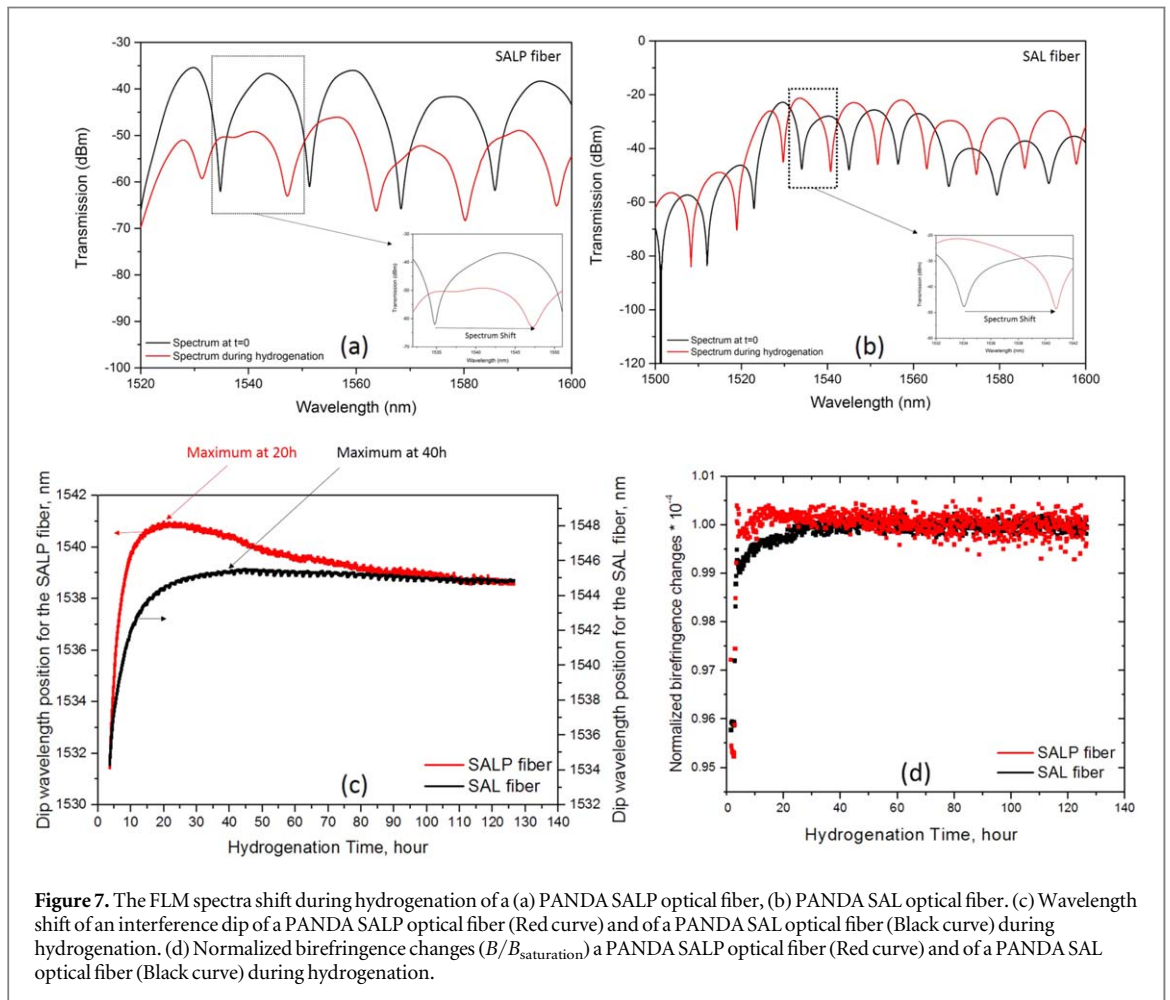 SALP fiber
-30
-40
-50
-60
-70
-80
-90
-100
Transmission (dBm)
1520
1540
1560
1580
1600
Wavelength (nm)
Spectrum at t=0
Spectrum during hydrogenation
(a)
Spectrum Shift
Transmission (dBm)
Wavelength (nm)
SAL fiber
0
-20
-40
-60
-80
-100
-120
Transmission (dBm)
1500
1520
1540
1560
1580
1600
Wavelength (nm)
Spectrum at t=0
Spectrum during hydrogenation
(b)
Spectrum Shift
Transmission (dBm)
Wavelength (nm)
Maximum at 20h
Maximum at 40h
Dip wavelength position for the SALP fiber, nm
1542
1540
1538
1536
1534
1532
1530
0 10 20 30 40 50 60 70 80 90 100 110 120 130 140
Hydrogenation Time, hour
1548
1546
1544
1542
1540
1538
1536
1534
1532
Dip wavelength position for the SAL fiber, nm
SALP fiber
SAL fiber
(c)
Normalized birefringence changes * 10⁻⁴
1.01
1.00
0.99
0.98
0.97
0.96
0.95
0 20 40 60 80 100 120 140
Hydrogenation Time, hour
SALP fiber
SAL fiber
(d)
Figure 7. The FLM spectra shift during hydrogenation of a (a) PANDA SALP optical fiber, (b) PANDA SAL optical fiber. (c) Wavelength
shift of an interference dip of a PANDA SALP optical fiber (Red curve) and of a PANDA SAL optical fiber (Black curve) during
hydrogenation. (d) Normalized birefringence changes (B/Bsaturation) a PANDA SALP optical fiber (Red curve) and of a PANDA SAL
optical fiber (Black curve) during hydrogenation.